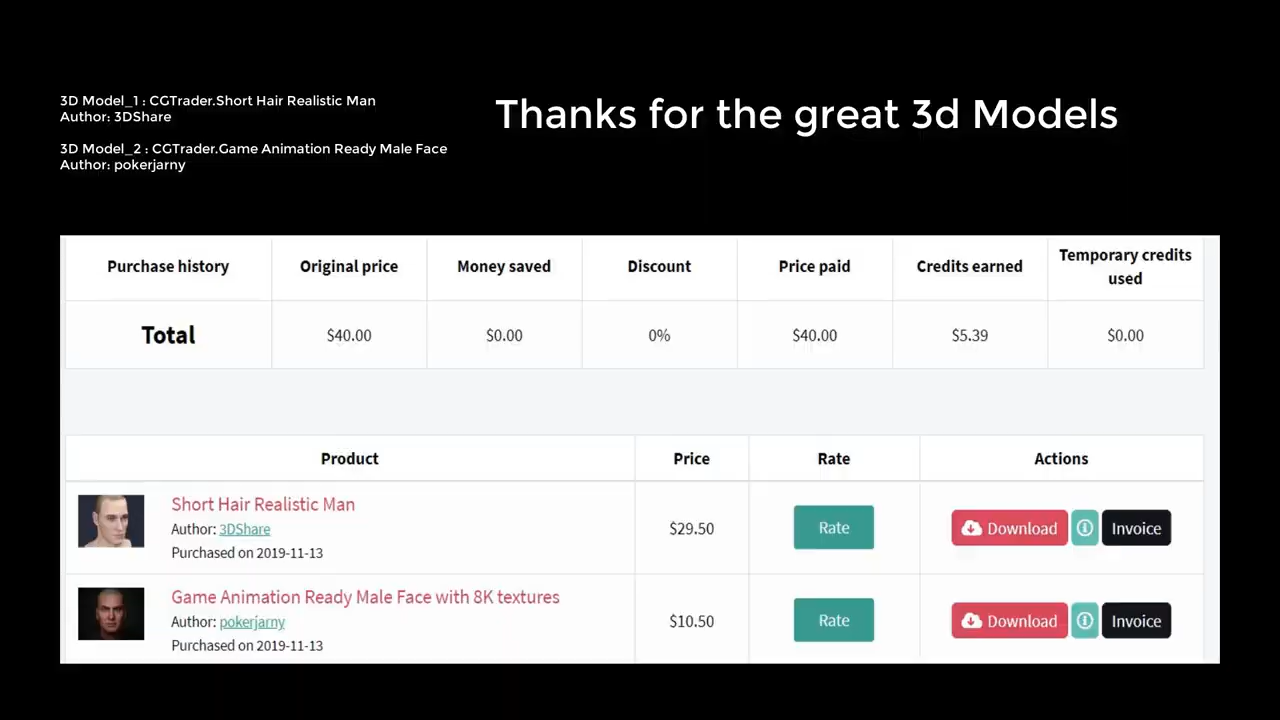 3D Model_1 : CGTrader.Short Hair Realistic Man
Author: 3DShare
3D Model_2 : CGTrader.Game Animation Ready Male Face
Author: pokerjarny
Thanks for the great 3d Models
Purchase history Original price Money saved Discount Price paid Credits earned Temporary credits
used
Total $40.00 $0.00 0% $40.00 $5.39 $0.00
Product Price Rate Actions
Short Hair Realistic Man
Author: 3DShare
Purchased on 2019-11-13
$29.50 Rate Download Invoice
Game Animation Ready Male Face with 8K textures
Author: pokerjarny
Purchased on 2019-11-13
$10.50 Rate Download Invoice